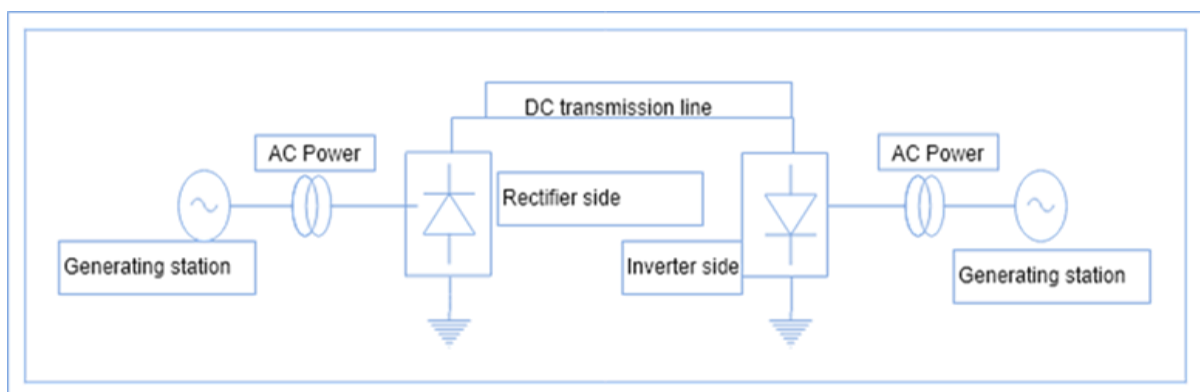 DC transmission line
AC Power
AC Power
Rectifier side
Generating station
Inverter side
Generating station